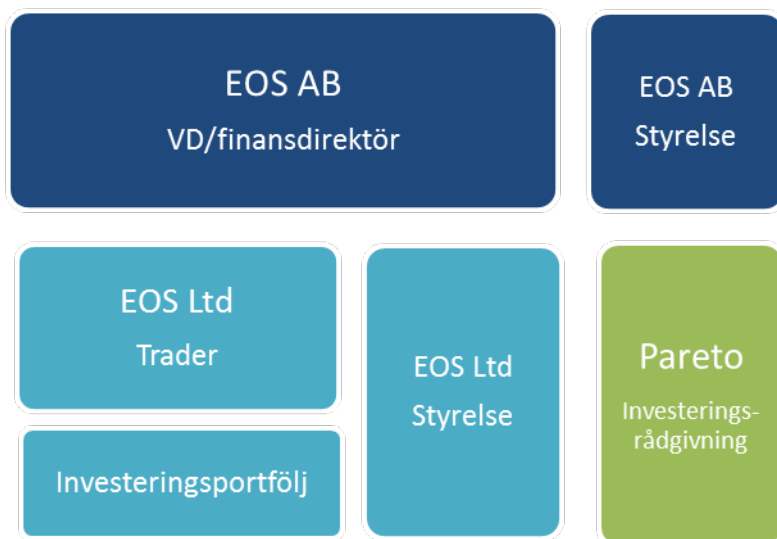 EOS AB
VD/finansdirektör
EOS AB
Styrelse
EOS Ltd
Trader
Investeringsportfölj
EOS Ltd
Styrelse
Pareto
Investerings-
rådgivning